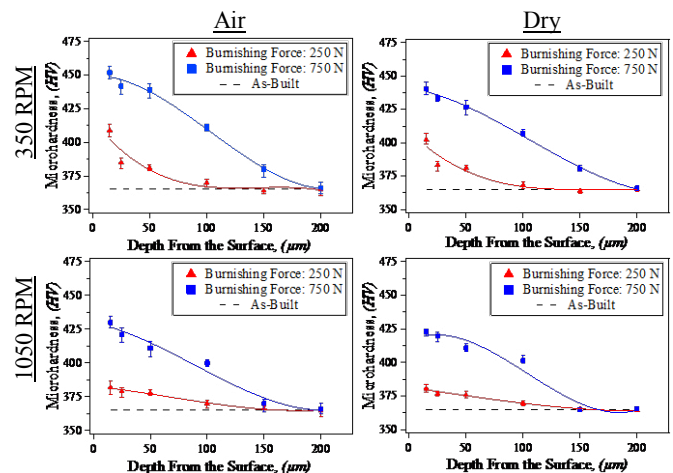 Air
Dry
350 RPM
Microhardness, (HV)
475
450
425
400
375
350
Burnishing Force: 250 N
Burnishing Force: 750 N
As-Built
0
50
100
150
200
Depth From the Surface, (µm)
Microhardness, (HV)
475
450
425
400
375
350
Burnishing Force: 250 N
Burnishing Force: 750 N
As-Built
0
50
100
150
200
Depth From the Surface, (µm)
1050 RPM
Microhardness, (HV)
475
450
425
400
375
350
Burnishing Force: 250 N
Burnishing Force: 750 N
As-Built
0
50
100
150
200
Depth From the Surface, (µm)
Microhardness, (HV)
475
450
425
400
375
350
Burnishing Force: 250 N
Burnishing Force: 750 N
As-Built
0
50
100
150
200
Depth From the Surface, (µm)